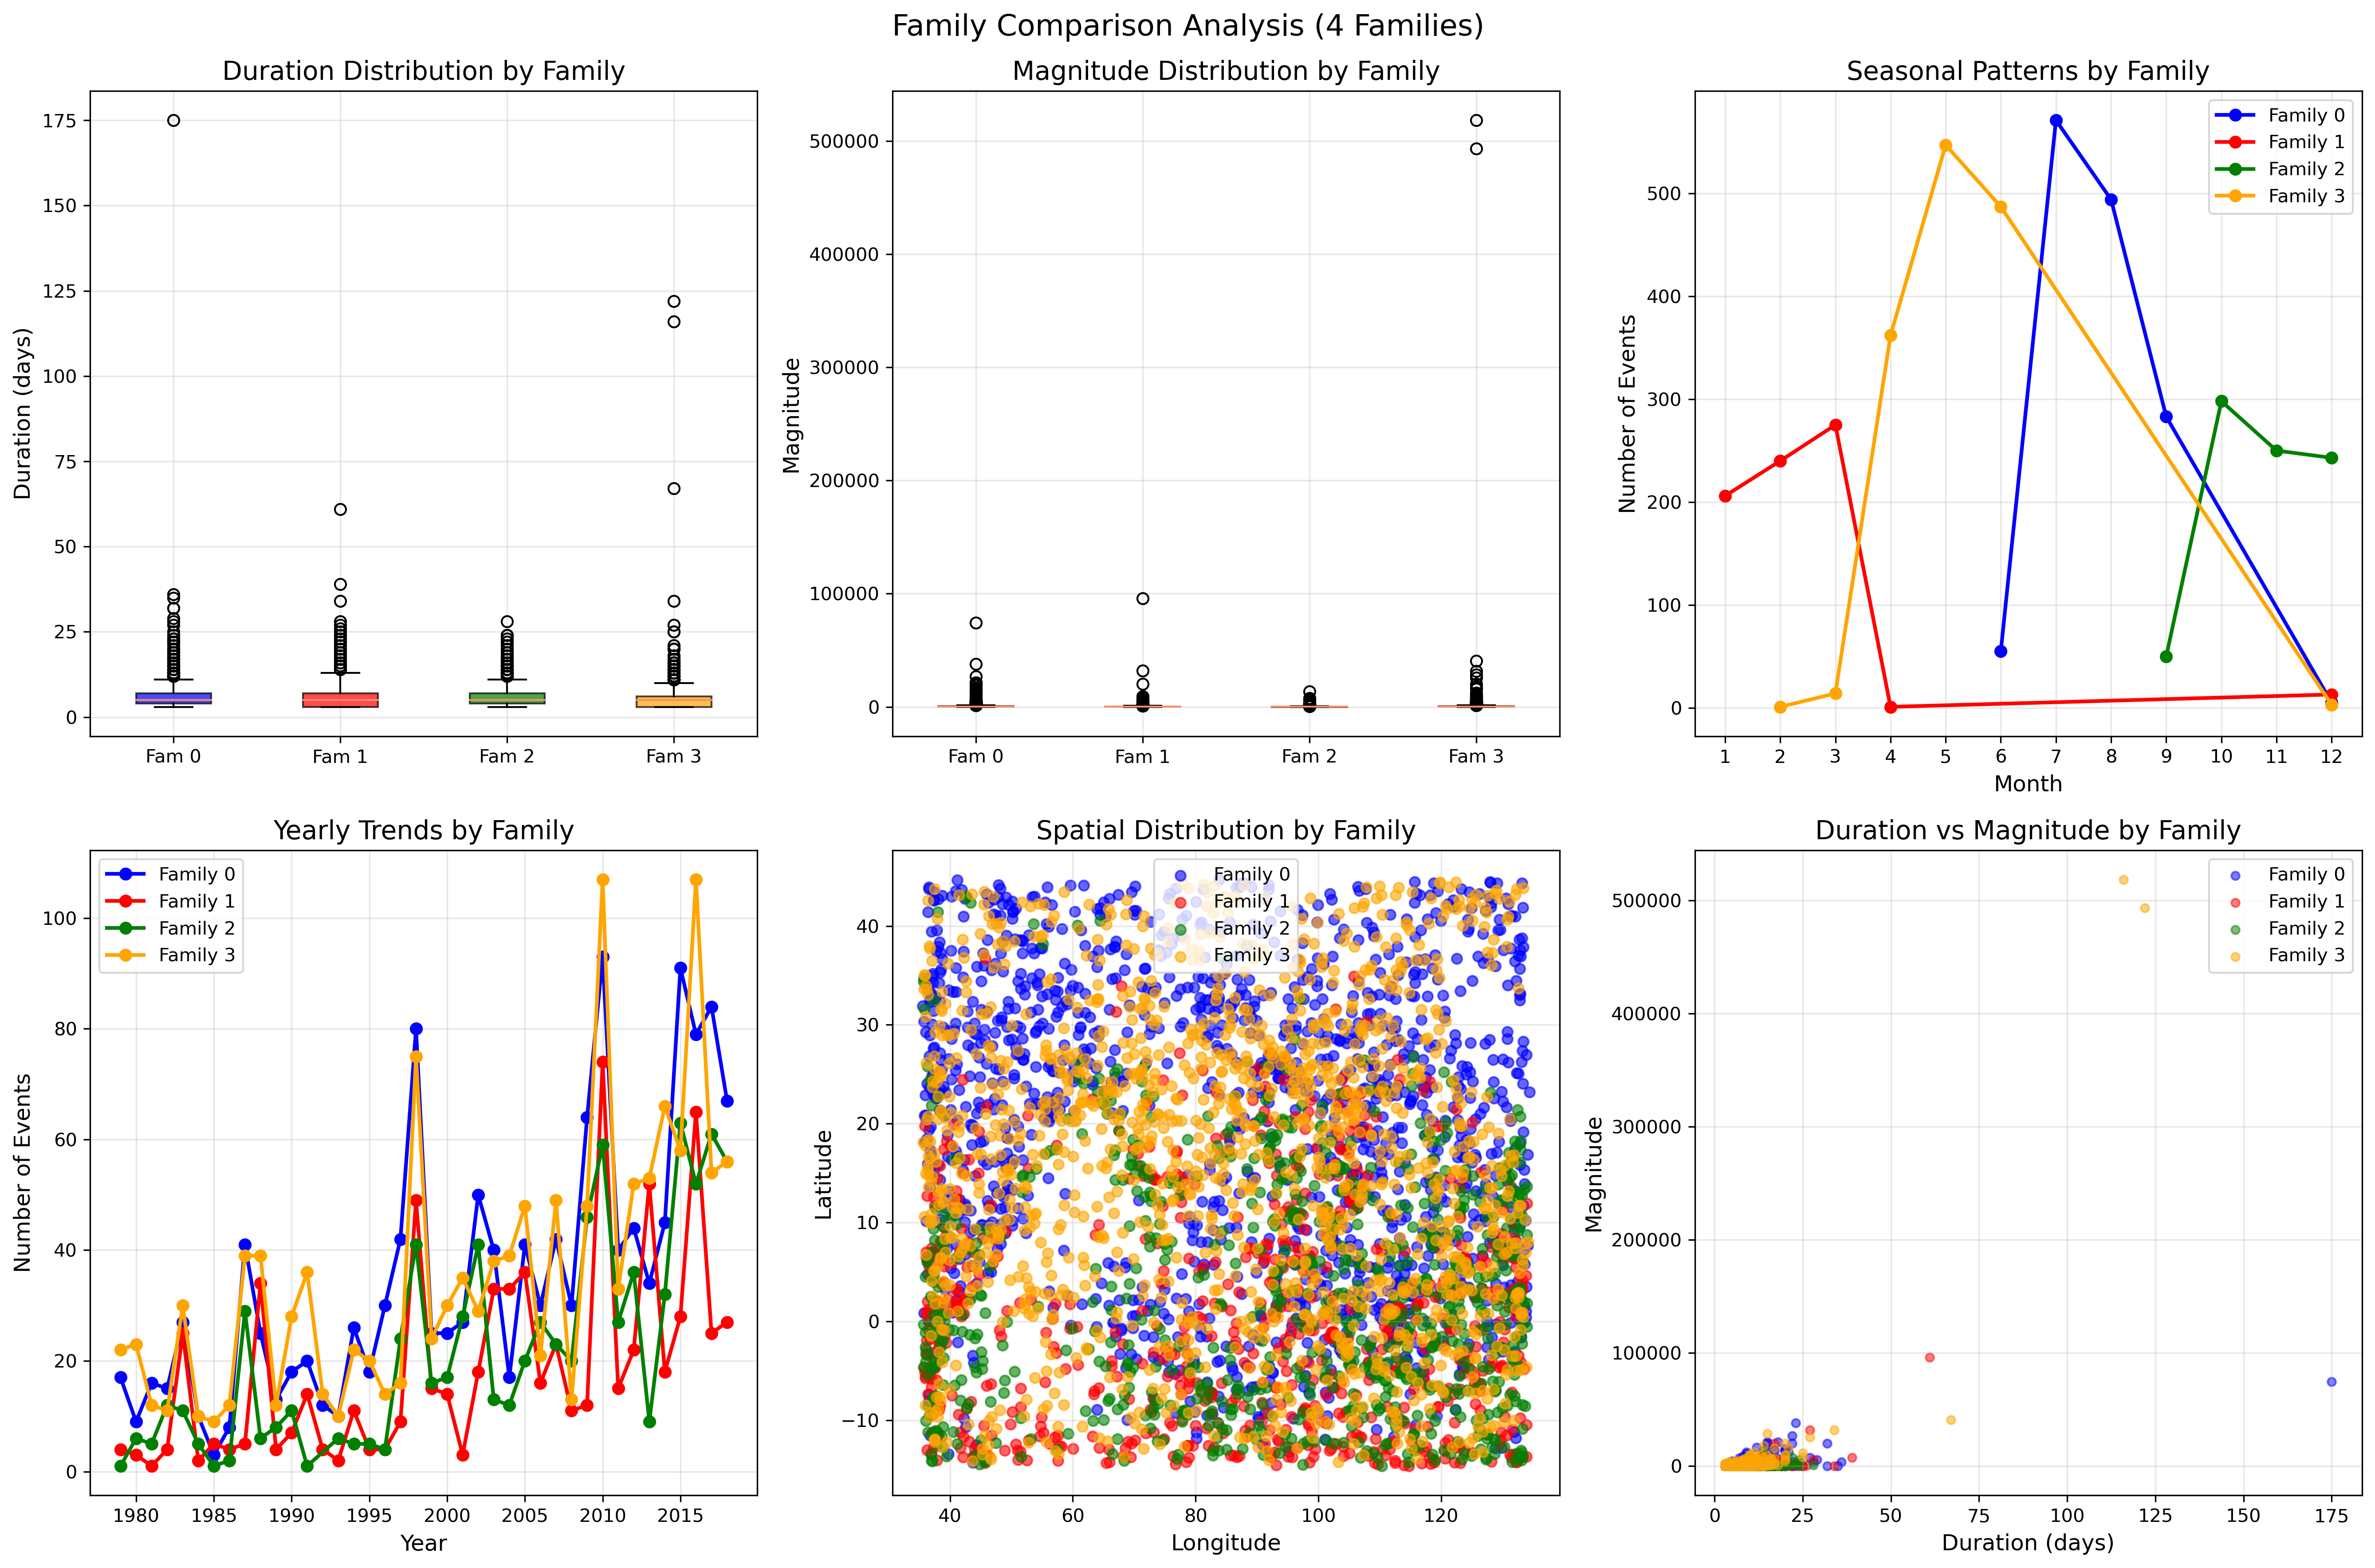 Family Comparison Analysis (4 Families)
Duration Distribution by Family
Duration (days)
175
150
125
100
75
50
25
0
Fam 0 Fam 1 Fam 2 Fam 3
Magnitude Distribution by Family
Magnitude
500000
400000
300000
200000
100000
0
Fam 0 Fam 1 Fam 2 Fam 3
Seasonal Patterns by Family
Number of Events
500
400
300
200
100
0
Family 0
Family 1
Family 2
Family 3
1 2 3 4 5 6 7 8 9 10 11 12
Month
Yearly Trends by Family
Number of Events
100
80
60
40
20
0
Family 0
Family 1
Family 2
Family 3
1980 1985 1990 1995 2000 2005 2010 2015
Year
Spatial Distribution by Family
Latitude
40
30
20
10
0
−10
Family 0
Family 1
Family 2
Family 3
40 60 80 100 120
Longitude
Duration vs Magnitude by Family
Magnitude
500000
400000
300000
200000
100000
0
Family 0
Family 1
Family 2
Family 3
0 25 50 75 100 125 150 175
Duration (days)